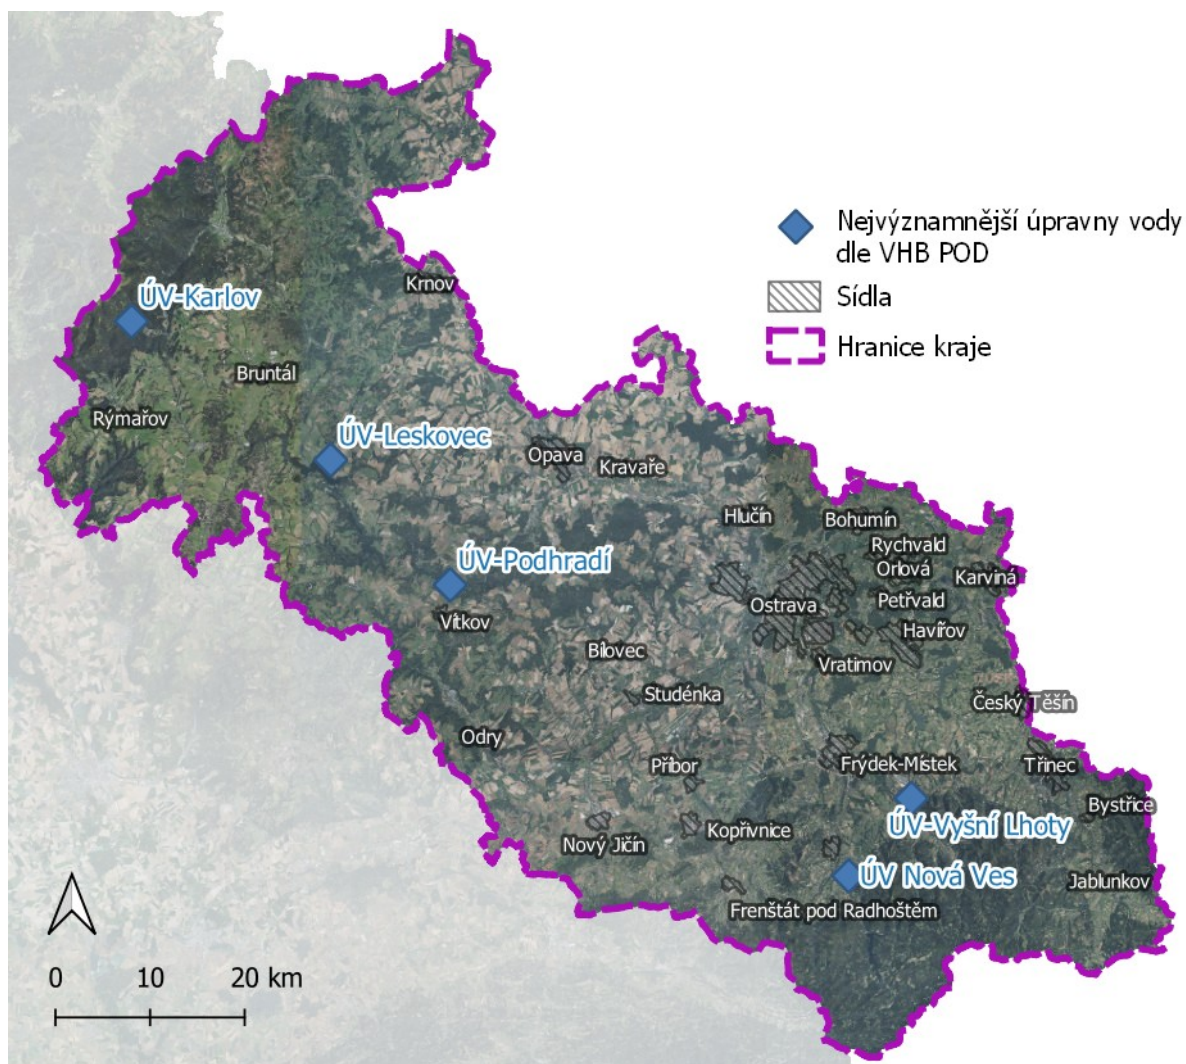 Nejvýznamnější úpravny vody
dle VHB POD
Sídla
Hranice kraje
Krnov
ÚV-Karlov
Bruntál
Rýmařov
ÚV-Leskovec
Opava
Kravaře
Hlučín
Bohumín
Rychvald
Orlová
Karviná
ÚV-Podhradí
Petřvald
Ostrava
Vítkov
Havířov
Bílovec
Vratimov
Studénka
Český Těšín
Odry
Příbor
Frýdek-Místek
Třinec
Bystřice
ÚV-Vyšní Lhoty
Kopřivnice
Nový Jičín
ÚV Nová Ves
Jablunkov
Frenštát pod Radhoštěm
0 10 20 km